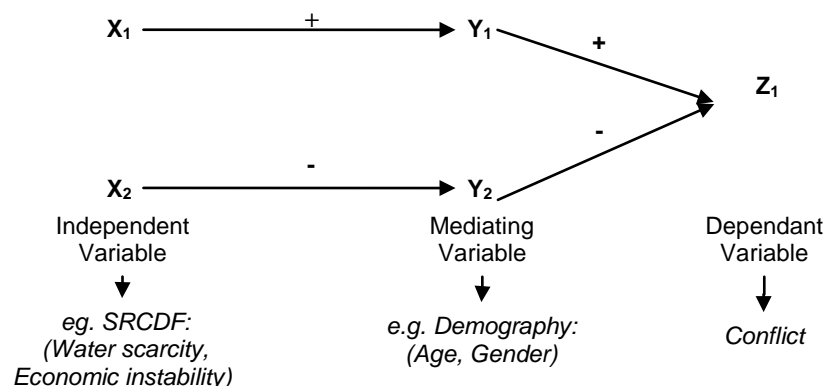 X₁ + Y₁ +
Z₁
X₂ - Y₂ -
Independent Variable
Mediating Variable
Dependant Variable
eg. SRCDF:
(Water scarcity,
Economic instability)
e.g. Demography:
(Age, Gender)
Conflict